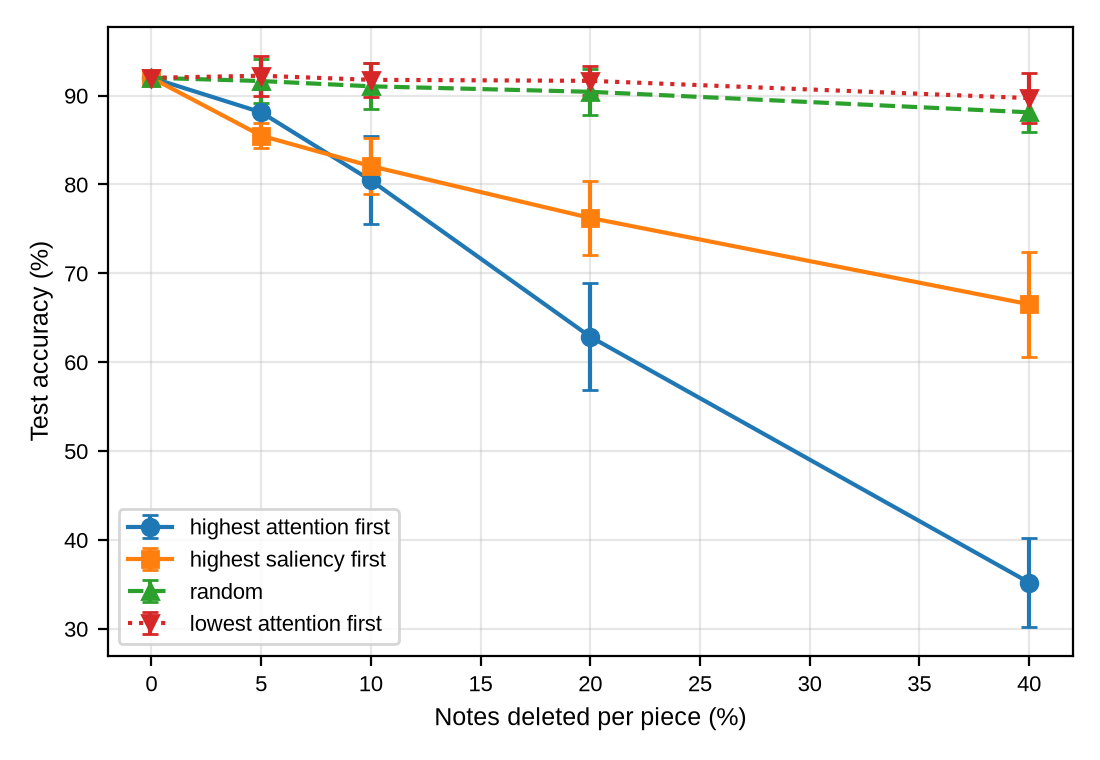 90
80
70
60
50
40
30
Test accuracy (%)
highest attention first
highest saliency first
random
lowest attention first
0 5 10 15 20 25 30 35 40
Notes deleted per piece (%)